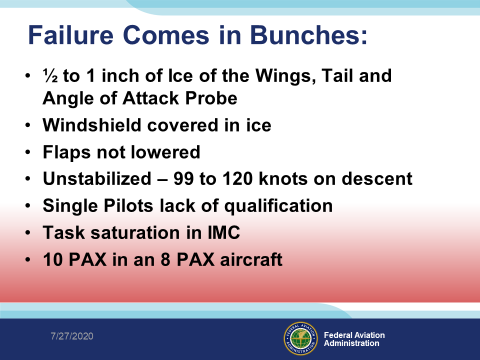 Failure Comes in Bunches:
• ½ to 1 inch of Ice of the Wings, Tail and
Angle of Attack Probe
• Windshield covered in ice
• Flaps not lowered
• Unstabilized – 99 to 120 knots on descent
• Single Pilots lack of qualification
• Task saturation in IMC
• 10 PAX in an 8 PAX aircraft
7/27/2020
Federal Aviation
Administration